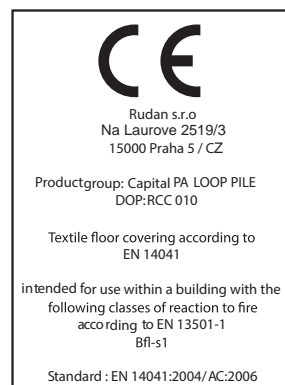 CE
Rudan s.r.o
Na Laurove 2519/3
15000 Praha 5 / CZ
Productgroup: Capital PA LOOP PILE
DOP:RCC 010
Textile floor covering according to
EN 14041
intended for use within a building with the
following classes of reaction to fire
according to EN 13501-1
Bfl-s1
Standard : EN 14041:2004/AC:2006